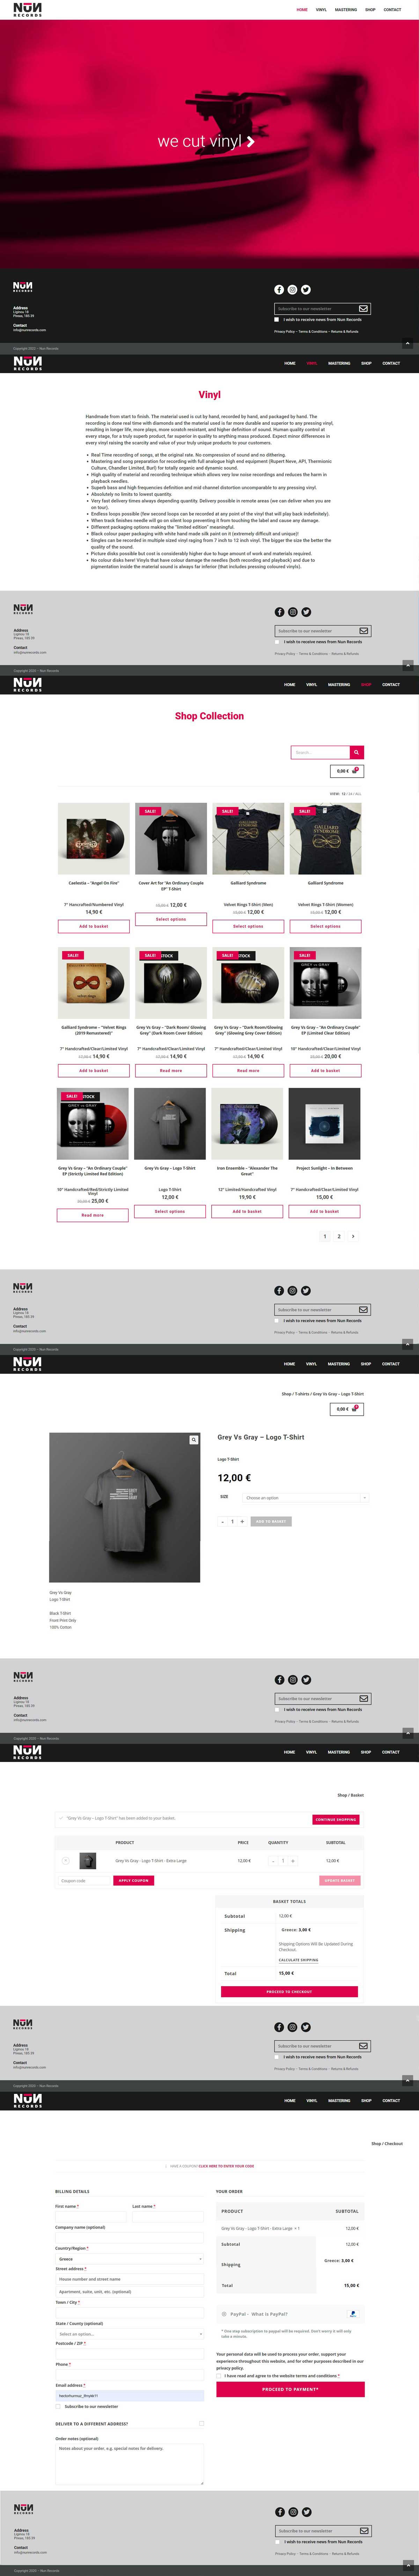 NUN
RECORDS
HOME VINYL MASTERING SHOP CONTACT
we cut vinyl
NUN
RECORDS
Address
Ligirou 18
Pireas, 185 39
Contact
info@nunrecords.com
Subscribe to our newsletter
I wish to receive news from Nun Records
Privacy Policy – Terms & Conditions – Returns & Refunds
Copyright 2020 – Nun Records
NUN
RECORDS
HOME VINYL MASTERING SHOP CONTACT
Vinyl
Handmade from start to finish. The master vinyl is cut by hand, recorded by hand, and packaged by hand. The
recording is done real time with diamonds and the material used is far more durable and superior to any pressing vinyl,
resulting in longer life, more plays, more sounds resistant, and higher definition of sound. Human quality control at
every stage, for a truly superb product, far superior in quality to anything mass produced. Expect minor differences in
every vinyl testifying the scarcity and unique value of your products.
Real Time recording of songs, at the original rate. No compression of sound and no dithering.
Mastering and song preparation for recording with full analogue high end equipment (Rupert Neve, API, Thermionic
Culture, Chandler Limited, Burl) for totally organic and dynamic sound.
High quality of material and recording technique which allows very low noise recordings and reduces the harm in
playback needles.
Superb bass and high frequencies definition and mid channel distortion uncomparable to any pressing vinyl.
Absolutely no limits to lowest quantity.
Very fast delivery times always depending quantity. Delivery possible in remote areas (we can deliver when you are
on tour).
Endless loops possible (few second loops can be recorded at any point of the vinyl that will play back indefinitely).
When track finishes needle will go on silent loop preventing it from touching the label and cause any damage.
Different packaging options making the "limited edition" meaningful.
Black colour paper packaging with white hand made silk paint on it (extremely difficult and unique)!
Singles can be recorded in multiple sized vinyl raging from 7 inch to 12 inch vinyl. The bigger the size the better the
quality of the sound.
Picture disks also possible but cost is considerably higher due to huge amount of work and materials required.
No colour disks here! Vinyls that have colour damage the needles (both recording and playback) and due to
pigmentation inside the material sound is always far inferior (that includes pressing coloured vinyls).
NUN
RECORDS
Address
Ligirou 18
Pireas, 185 39
Contact
info@nunrecords.com
Subscribe to our newsletter
I wish to receive news from Nun Records
Privacy Policy – Terms & Conditions – Returns & Refunds
Copyright 2020 – Nun Records
NUN
RECORDS
HOME VINYL MASTERING SHOP CONTACT
Shop Collection
Search...
0,00 € 0
VIEW: 12 / 24 / ALL
SALE! SALE! SALE!
Caelestia – "Angel On Fire" Cover Art for "An Ordinary Couple EP" T-Shirt Galliard Syndrome Galliard Syndrome
7" Handcrafted/Numbered Vinyl Velvet Rings T-Shirt (Men) Velvet Rings T-Shirt (Women)
14,90 € 12,00 € 12,00 € 12,00 €
Add to basket Select options Select options Select options
SALE! SALE! SALE! SALE!
Galliard Syndrome – "Velvet Rings (2019 Remastered)" Grey Vs Gray – "Dark Room/ Glowing Grey" (Dark Room Cover Edition) Grey Vs Gray – "Dark Room/Glowing Grey" (Glowing Grey Cover Edition) Grey Vs Gray – "An Ordinary Couple" EP (Limited Clear Edition)
7" Handcrafted/Clear/Limited Vinyl 7" Handcrafted/Clear/Limited Vinyl 7" Handcrafted/Clear/Limited Vinyl 10" Handcrafted/Clear/Limited Vinyl
14,90 € 14,90 € 14,90 € 20,00 €
Add to basket Read more Read more Add to basket
SALE!
Grey Vs Gray – "An Ordinary Couple" EP (Strictly Limited Red Edition) Grey Vs Gray – Logo T-Shirt Iron Ensemble – "Alexander The Great" Project Sunlight – In Between
10" Handcrafted/Red/Strictly Limited Vinyl Logo T-Shirt 12" Limited/Handcrafted Vinyl 7" Handcrafted/Clear/Limited Vinyl
25,00 € 12,00 € 19,90 € 15,00 €
Read more Select options Add to basket Add to basket
1 2
NUN
RECORDS
Address
Ligirou 18
Pireas, 185 39
Contact
info@nunrecords.com
Subscribe to our newsletter
I wish to receive news from Nun Records
Privacy Policy – Terms & Conditions – Returns & Refunds
Copyright 2020 – Nun Records
NUN
RECORDS
HOME VINYL MASTERING SHOP CONTACT
Shop / T-shirts / Grey Vs Gray – Logo T-Shirt
0,00 € 0
Grey Vs Gray – Logo T-Shirt
Logo T-Shirt
12,00 €
SIZE Choose an option
- 1 + ADD TO BASKET
Grey Vs Gray
Logo T-Shirt
Black T-Shirt
Front Print Only
100% Cotton
NUN
RECORDS
Address
Ligirou 18
Pireas, 185 39
Contact
info@nunrecords.com
Subscribe to our newsletter
I wish to receive news from Nun Records
Privacy Policy – Terms & Conditions – Returns & Refunds
Copyright 2020 – Nun Records
NUN
RECORDS
HOME VINYL MASTERING SHOP CONTACT
Shop / Basket
"Grey Vs Gray – Logo T-Shirt" has been added to your basket. CONTINUE SHOPPING
PRODUCT PRICE QUANTITY SUBTOTAL
Grey Vs Gray - Logo T-Shirt - Extra Large 12,00 € - 1 + 12,00 €
Coupon code APPLY COUPON UPDATE BASKET
BASKET TOTALS
Subtotal 12,00 €
Shipping Greece: 3,00 €
Shipping Options Will Be Updated During
Checkout.
CALCULATE SHIPPING
Total 15,00 €
PROCEED TO CHECKOUT
NUN
RECORDS
Address
Ligirou 18
Pireas, 185 39
Contact
info@nunrecords.com
Subscribe to our newsletter
I wish to receive news from Nun Records
Privacy Policy – Terms & Conditions – Returns & Refunds
Copyright 2020 – Nun Records
NUN
RECORDS
HOME VINYL MASTERING SHOP CONTACT
Shop / Checkout
HAVE A COUPON? CLICK HERE TO ENTER YOUR CODE
BILLING DETAILS
First name * Last name *
Company name (optional)
Country/Region *
Greece
Street address *
House number and street name
Apartment, suite, unit, etc. (optional)
Town / City *
State / County (optional)
Select an option...
Postcode / ZIP *
Phone *
Email address *
Subscribe to our newsletter
DELIVER TO A DIFFERENT ADDRESS?
Order notes (optional)
Notes about your order, e.g. special notes for delivery.
YOUR ORDER
PRODUCT SUBTOTAL
Grey Vs Gray - Logo T-Shirt - Extra Large × 1 12,00 €
Subtotal 12,00 €
Shipping Greece: 3,00 €
Total 15,00 €
PayPal - What is PayPal?
* One-step subscription to paypal will be required. Don't worry it will only
take a minute.
Your personal data will be used to process your order, support your
experience throughout this website, and for other purposes described in our
privacy policy.
I have read and agree to the website terms and conditions *
PROCEED TO PAYMENT*
NUN
RECORDS
Address
Ligirou 18
Pireas, 185 39
Contact
info@nunrecords.com
Subscribe to our newsletter
I wish to receive news from Nun Records
Privacy Policy – Terms & Conditions – Returns & Refunds
Copyright 2020 – Nun Records